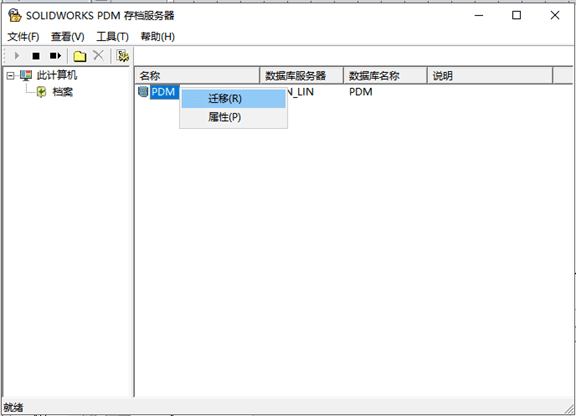 SOLIDWORKS PDM 存档服务器
文件(F) 查看(V) 工具(T) 帮助(H)
此计算机
档案
名称 数据库服务器 数据库名称 说明
PDM N_LIN PDM
迁移(R)
属性(P)
就绪